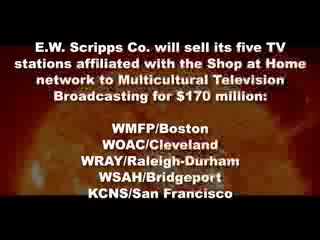 E.W. Scripps Co. will sell its five TV
stations affiliated with the Shop at Home
network to Multicultural Television
Broadcasting for $170 million:
WMFP/Boston
WOAC/Cleveland
WRAY/Raleigh-Durham
WSAH/Bridgeport
KCNS/San Francisco